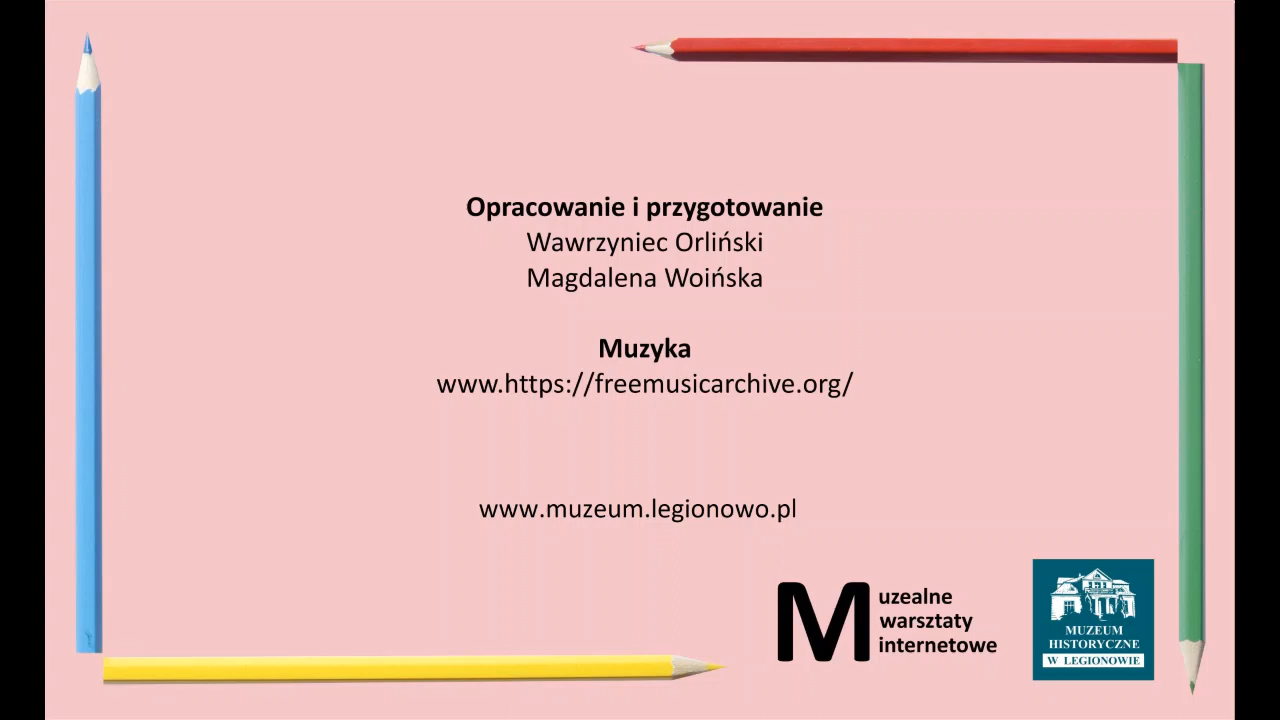 Opracowanie i przygotowanie
Wawrzyniec Orliński
Magdalena Woińska
Muzyka
www.https://freemusicarchive.org/
www.muzeum.legionowo.pl
Muzealne
warsztaty
internetowe
MUZEUM
HISTORYCZNE
W LEGIONOWIE